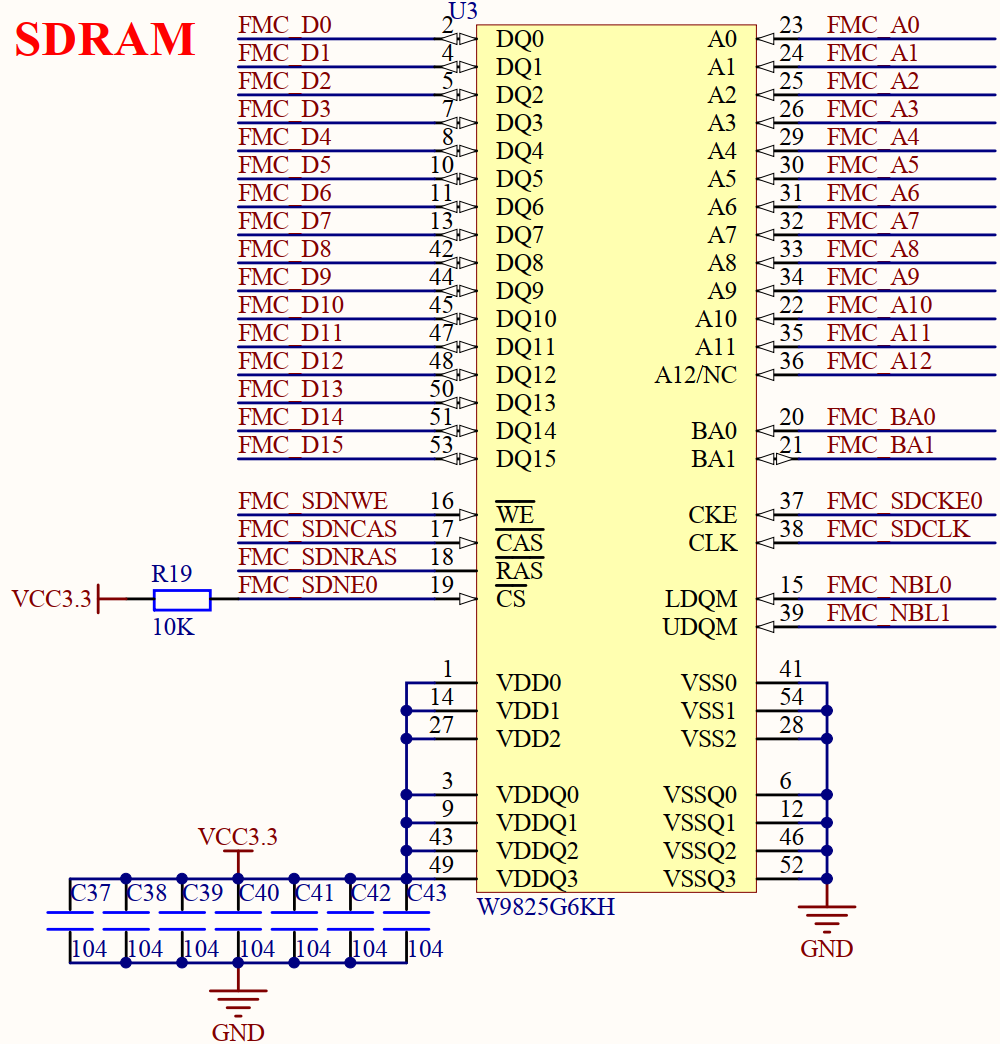 SDRAM
U3
FMC_D0 2 DQ0 A0 23 FMC_A0
FMC_D1 4 DQ1 A1 24 FMC_A1
FMC_D2 5 DQ2 A2 25 FMC_A2
FMC_D3 7 DQ3 A3 26 FMC_A3
FMC_D4 8 DQ4 A4 29 FMC_A4
FMC_D5 10 DQ5 A5 30 FMC_A5
FMC_D6 11 DQ6 A6 31 FMC_A6
FMC_D7 13 DQ7 A7 32 FMC_A7
FMC_D8 42 DQ8 A8 33 FMC_A8
FMC_D9 44 DQ9 A9 34 FMC_A9
FMC_D10 45 DQ10 A10 22 FMC_A10
FMC_D11 47 DQ11 A11 35 FMC_A11
FMC_D12 48 DQ12 A12/NC 36 FMC_A12
FMC_D13 50 DQ13
FMC_D14 51 DQ14 BA0 20 FMC_BA0
FMC_D15 53 DQ15 BA1 21 FMC_BA1
FMC_SDNWE 16 WE CKE 37 FMC_SDCKE0
FMC_SDNCAS 17 CAS CLK 38 FMC_SDCLK
FMC_SDNRAS 18 RAS
VCC3.3 R19 10K FMC_SDNE0 19 CS LDQM 15 FMC_NBL0
UDQM 39 FMC_NBL1
1 VDD0 VSS0 41
14 VDD1 VSS1 54
27 VDD2 VSS2 28
3 VDDQ0 VSSQ0 6
9 VDDQ1 VSSQ1 12
43 VDDQ2 VSSQ2 46
49 VDDQ3 VSSQ3 52
VCC3.3
C37 C38 C39 C40 C41 C42 C43
W9825G6KH
104 104 104 104 104 104 104
GND
GND